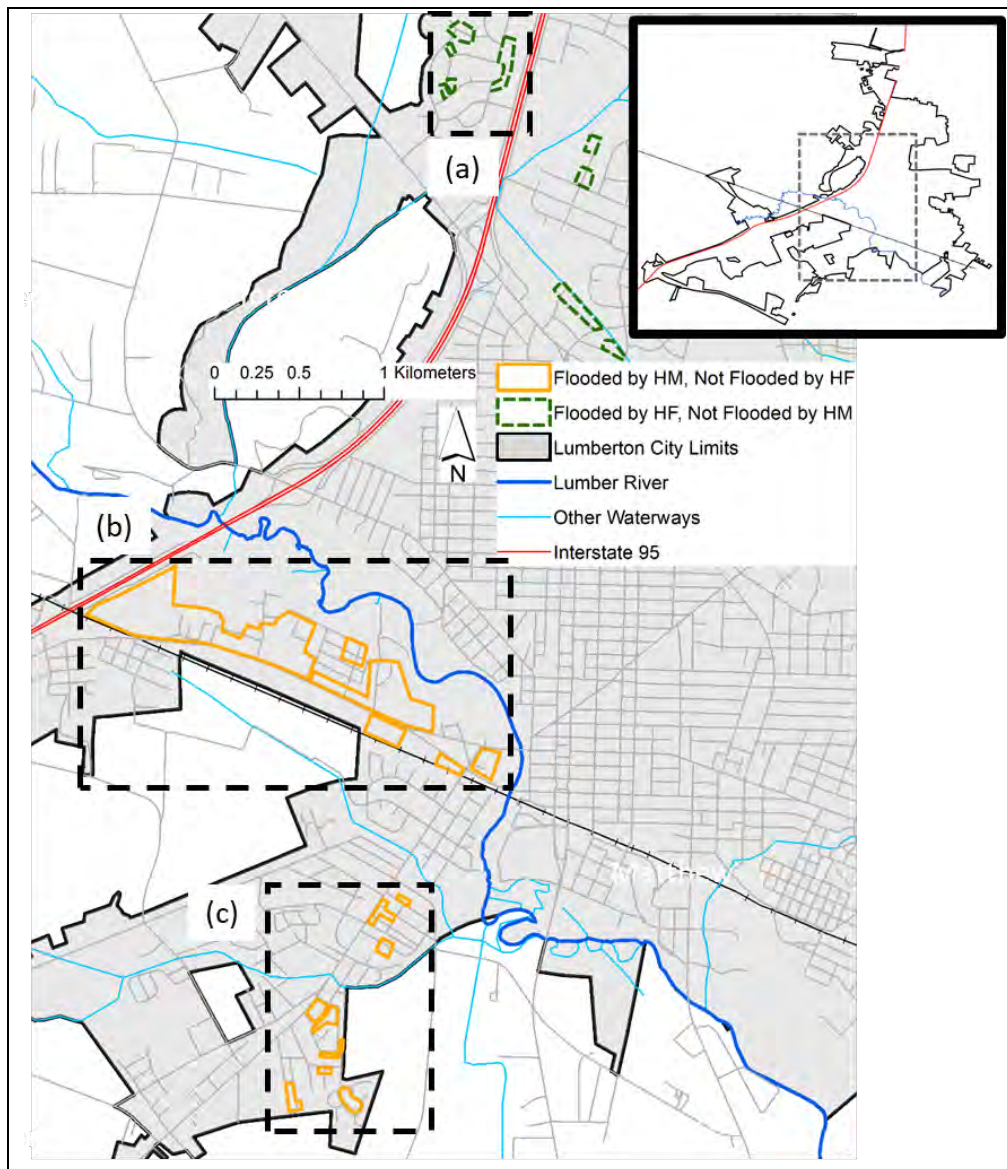 (a)
0 0.25 0.5 1 Kilometers
N
Flooded by HM, Not Flooded by HF
Flooded by HF, Not Flooded by HM
Lumberton City Limits
Lumber River
Other Waterways
Interstate 95
(b)
(c)